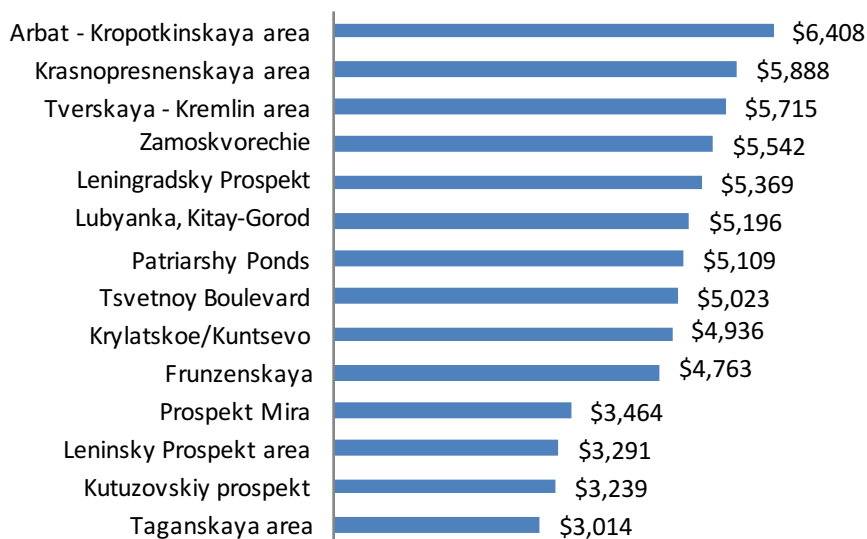 Arbat - Kropotkinskaya area $6,408
Krasnopresnenskaya area $5,888
Tverskaya - Kremlin area $5,715
Zamoskvorechie $5,542
Leningradsky Prospekt $5,369
Lubyanka, Kitay-Gorod $5,196
Patriarshy Ponds $5,109
Tsvetnoy Boulevard $5,023
Krylatskoe/Kuntsevo $4,936
Frunzenskaya $4,763
Prospekt Mira $3,464
Leninsky Prospekt area $3,291
Kutuzovskiy prospekt $3,239
Taganskaya area $3,014